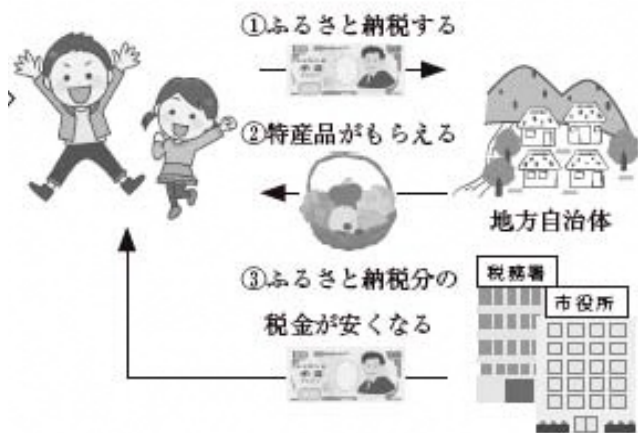 ①ふるさと納税する
②特産品がもらえる
地方自治体
③ふるさと納税分の
税金が安くなる
税務署
市役所